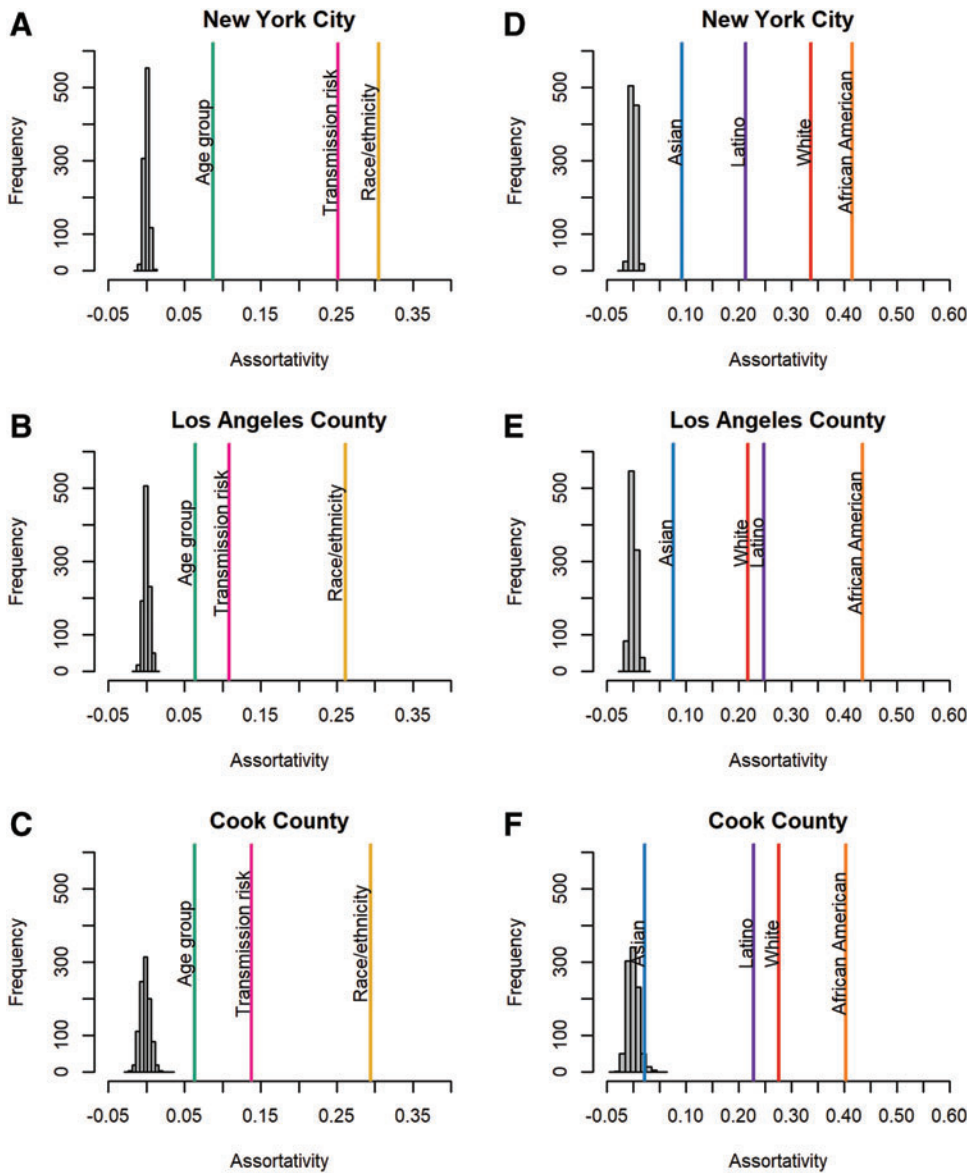 A
New York City
Frequency
500
300
100
0
Age group
Transmission risk
Race/ethnicity
-0.05 0.05 0.15 0.25 0.35
Assortativity
D
New York City
Frequency
500
300
100
0
Asian
Latino
White
African American
-0.05 0.10 0.20 0.30 0.40 0.60
Assortativity
B
Los Angeles County
Frequency
500
300
100
0
Age group
Transmission risk
Race/ethnicity
-0.05 0.05 0.15 0.25 0.35
Assortativity
E
Los Angeles County
Frequency
500
300
100
0
Asian
White
Latino
African American
-0.05 0.10 0.20 0.30 0.40 0.60
Assortativity
C
Cook County
Frequency
500
300
100
0
Age group
Transmission risk
Race/ethnicity
-0.05 0.05 0.15 0.25 0.35
Assortativity
F
Cook County
Frequency
500
300
100
0
Asian
Latino
White
African American
-0.05 0.10 0.20 0.30 0.40 0.60
Assortativity